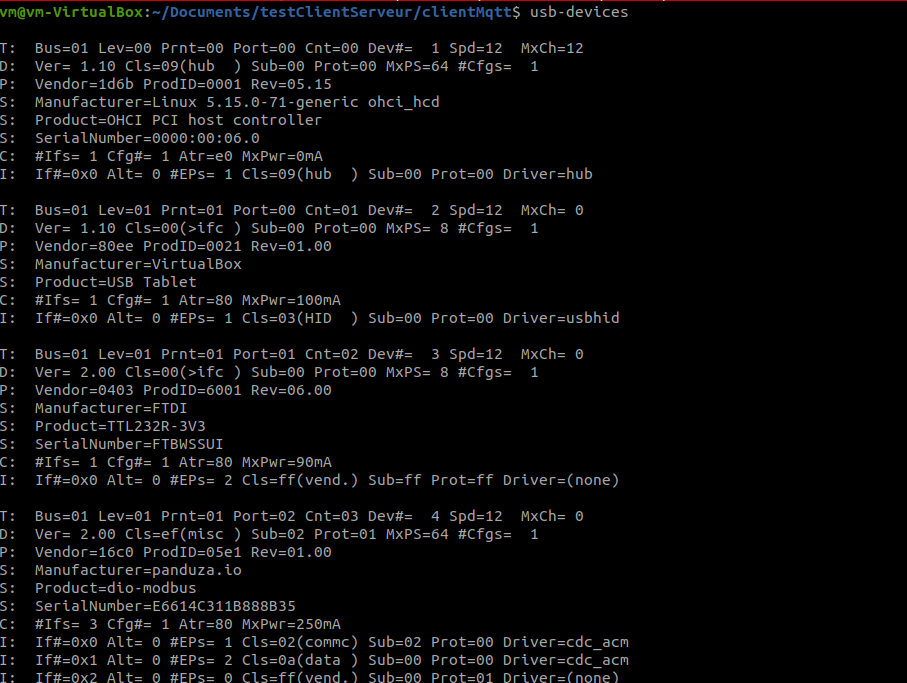 vm@vm-VirtualBox:~/Documents/testClientServeur/clientMqtt$ usb-devices
T:  Bus=01 Lev=00 Prnt=00 Port=00 Cnt=00 Dev#=  1 Spd=12  MxCh=12
D:  Ver= 1.10 Cls=09(hub  ) Sub=00 Prot=00 MxPS=64 #Cfgs=  1
P:  Vendor=1d6b ProdID=0001 Rev=05.15
S:  Manufacturer=Linux 5.15.0-71-generic ohci_hcd
S:  Product=OHCI PCI host controller
S:  SerialNumber=0000:00:06.0
C:  #Ifs= 1 Cfg#= 1 Atr=e0 MxPwr=0mA
I:  If#=0x0 Alt= 0 #EPs= 1 Cls=09(hub  ) Sub=00 Prot=00 Driver=hub
T:  Bus=01 Lev=01 Prnt=01 Port=00 Cnt=01 Dev#=  2 Spd=12  MxCh= 0
D:  Ver= 1.10 Cls=00(>ifc ) Sub=00 Prot=00 MxPS= 8 #Cfgs=  1
P:  Vendor=80ee ProdID=0021 Rev=01.00
S:  Manufacturer=VirtualBox
S:  Product=USB Tablet
C:  #Ifs= 1 Cfg#= 1 Atr=80 MxPwr=100mA
I:  If#=0x0 Alt= 0 #EPs= 1 Cls=03(HID  ) Sub=00 Prot=00 Driver=usbhid
T:  Bus=01 Lev=01 Prnt=01 Port=01 Cnt=02 Dev#=  3 Spd=12  MxCh= 0
D:  Ver= 2.00 Cls=00(>ifc ) Sub=00 Prot=00 MxPS= 8 #Cfgs=  1
P:  Vendor=0403 ProdID=6001 Rev=06.00
S:  Manufacturer=FTDI
S:  Product=TTL232R-3V3
S:  SerialNumber=FTBWSSUI
C:  #Ifs= 1 Cfg#= 1 Atr=80 MxPwr=90mA
I:  If#=0x0 Alt= 0 #EPs= 2 Cls=ff(vend.) Sub=ff Prot=ff Driver=(none)
T:  Bus=01 Lev=01 Prnt=01 Port=02 Cnt=03 Dev#=  4 Spd=12  MxCh= 0
D:  Ver= 2.00 Cls=ef(misc ) Sub=02 Prot=01 MxPS=64 #Cfgs=  1
P:  Vendor=16c0 ProdID=05e1 Rev=01.00
S:  Manufacturer=panduza.io
S:  Product=dio-modbus
S:  SerialNumber=E6614C311B888B35
C:  #Ifs= 3 Cfg#= 1 Atr=80 MxPwr=250mA
I:  If#=0x0 Alt= 0 #EPs= 1 Cls=02(commc) Sub=02 Prot=00 Driver=cdc_acm
I:  If#=0x1 Alt= 0 #EPs= 2 Cls=0a(data ) Sub=00 Prot=00 Driver=cdc_acm
I:  If#=0x2 Alt= 0 #EPs= 0 Cls=ff(vend.) Sub=00 Prot=01 Driver=(none)